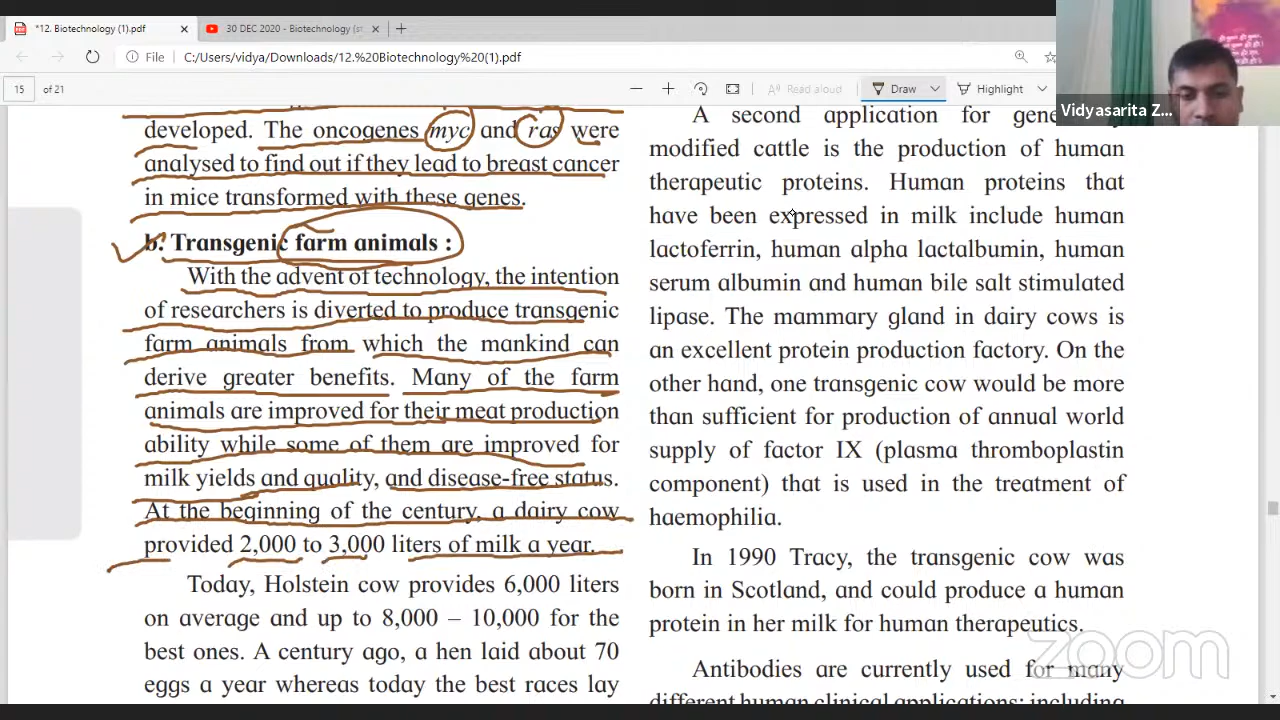 *12. Biotechnology (1).pdf
30 DEC 2020 - Biotechnology (st
File
C:/Users/vidya/Downloads/12.%20Biotechnology%20(1).pdf
15 of 21
Read aloud
Draw
Highlight
Vidyasarita Z...
developed. The oncogenes myc and ras were
analysed to find out if they lead to breast cancer
in mice transformed with these genes.
b. Transgenic farm animals :
With the advent of technology, the intention
of researchers is diverted to produce transgenic
farm animals from which the mankind can
derive greater benefits. Many of the farm
animals are improved for their meat production
ability while some of them are improved for
milk yields and quality, and disease-free status.
At the beginning of the century, a dairy cow
provided 2,000 to 3,000 liters of milk a year.
Today, Holstein cow provides 6,000 liters
on average and up to 8,000 – 10,000 for the
best ones. A century ago, a hen laid about 70
eggs a year whereas today the best races lay
A second application for gene
modified cattle is the production of human
therapeutic proteins. Human proteins that
have been expressed in milk include human
lactoferrin, human alpha lactalbumin, human
serum albumin and human bile salt stimulated
lipase. The mammary gland in dairy cows is
an excellent protein production factory. On the
other hand, one transgenic cow would be more
than sufficient for production of annual world
supply of factor IX (plasma thromboplastin
component) that is used in the treatment of
haemophilia.
In 1990 Tracy, the transgenic cow was
born in Scotland, and could produce a human
protein in her milk for human therapeutics.
Antibodies are currently used for many
different human clinical applications; including
zoom